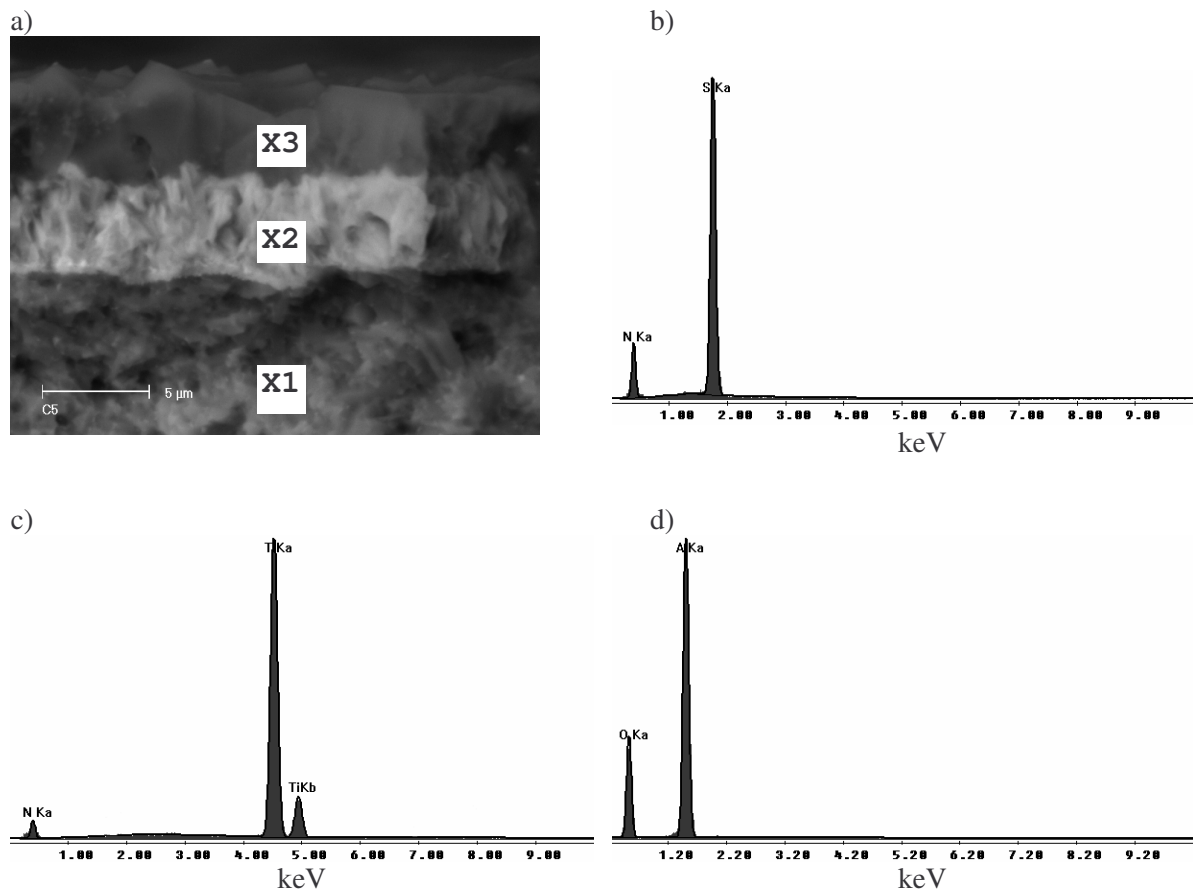 a)
X3
X2
X1
5 µm
C5
b)
S Ka
N Ka
1.00 2.00 3.00 4.00 5.00 6.00 7.00 8.00 9.00
keV
c)
T Ka
TiKb
N Ka
1.00 2.00 3.00 4.00 5.00 6.00 7.00 8.00 9.00
keV
d)
A Ka
O Ka
1.20 2.20 3.20 4.20 5.20 6.20 7.20 8.20 9.20
keV